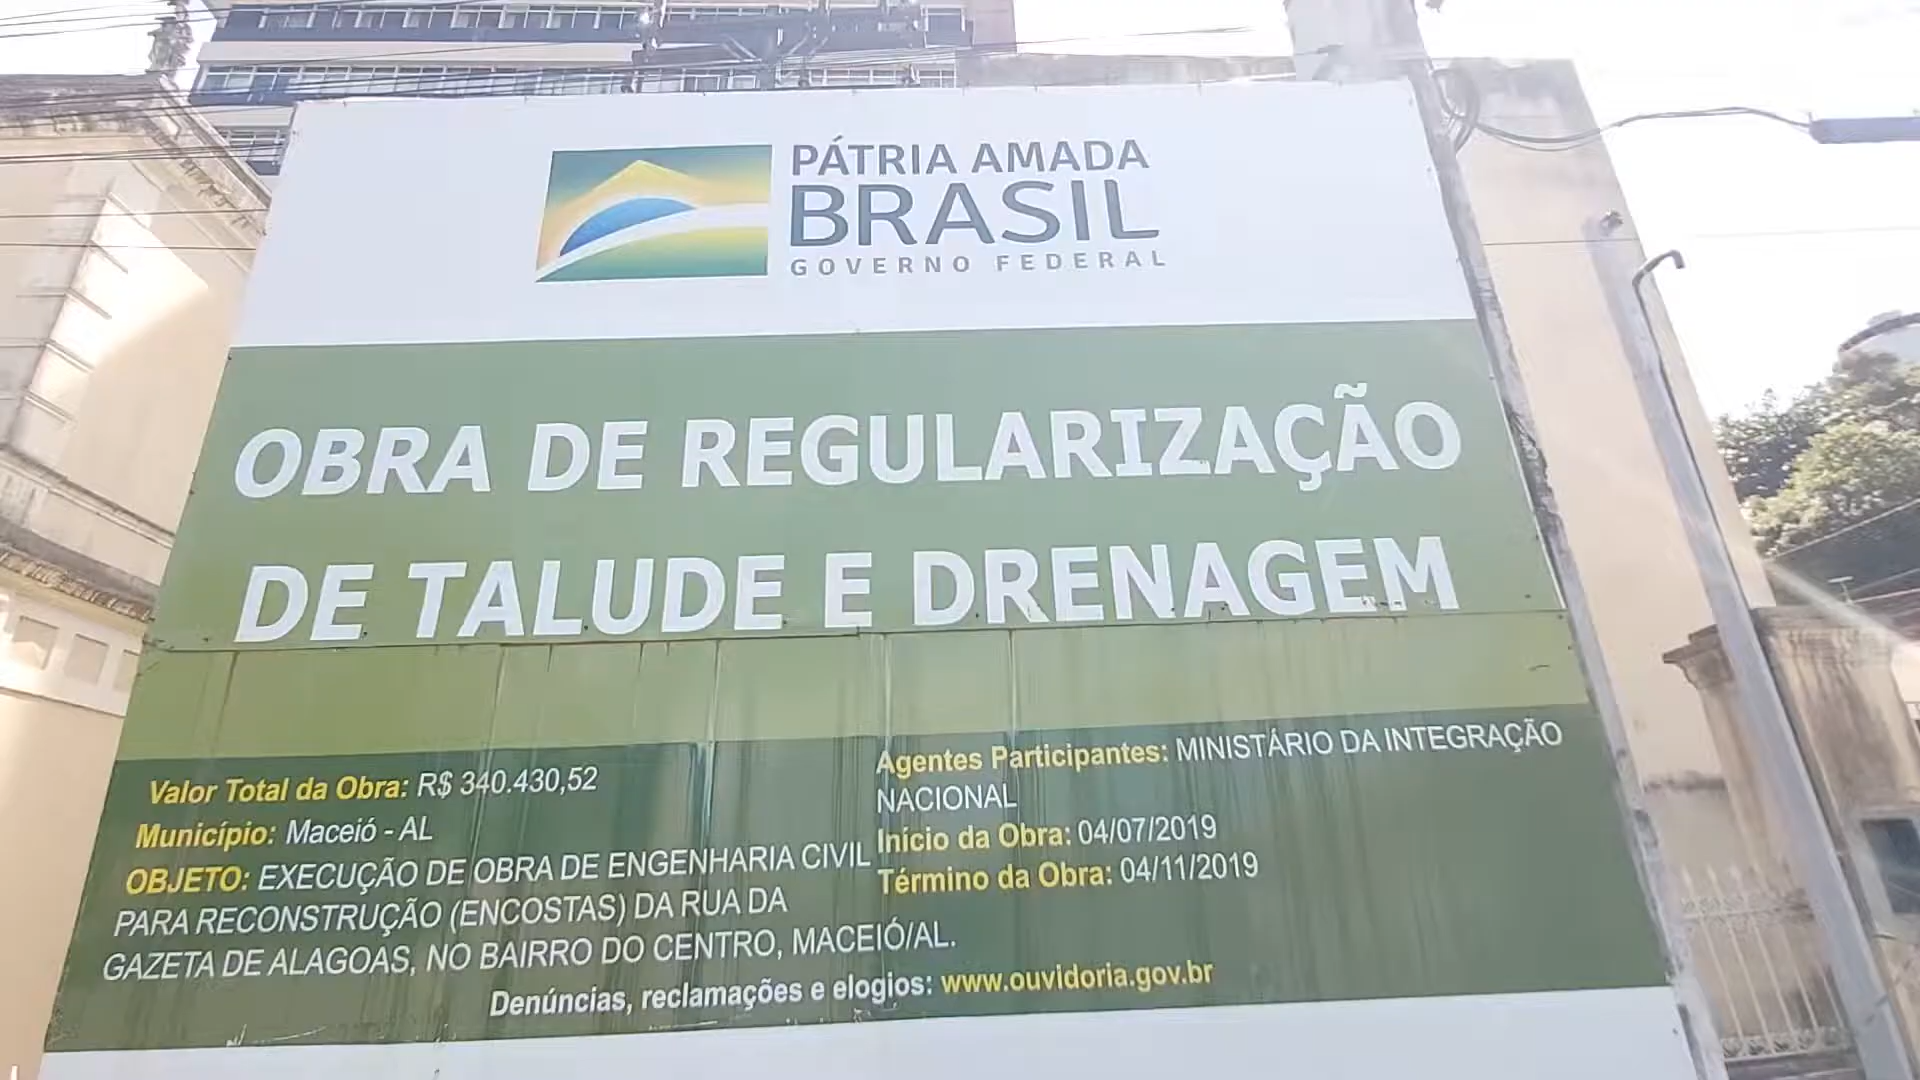 PÁTRIA AMADA
BRASIL
GOVERNO FEDERAL
OBRA DE REGULARIZAÇÃO
DE TALUDE E DRENAGEM
Valor Total da Obra: R$ 340.430,52
Município: Maceió - AL
OBJETO: EXECUÇÃO DE OBRA DE ENGENHARIA CIVIL
PARA RECONSTRUÇÃO (ENCOSTAS) DA RUA DA
GAZETA DE ALAGOAS, NO BAIRRO DO CENTRO, MACEIÓ/AL.
Agentes Participantes: MINISTÁRIO DA INTEGRAÇÃO
NACIONAL
Início da Obra: 04/07/2019
Término da Obra: 04/11/2019
Denúncias, reclamações e elogios: www.ouvidoria.gov.br